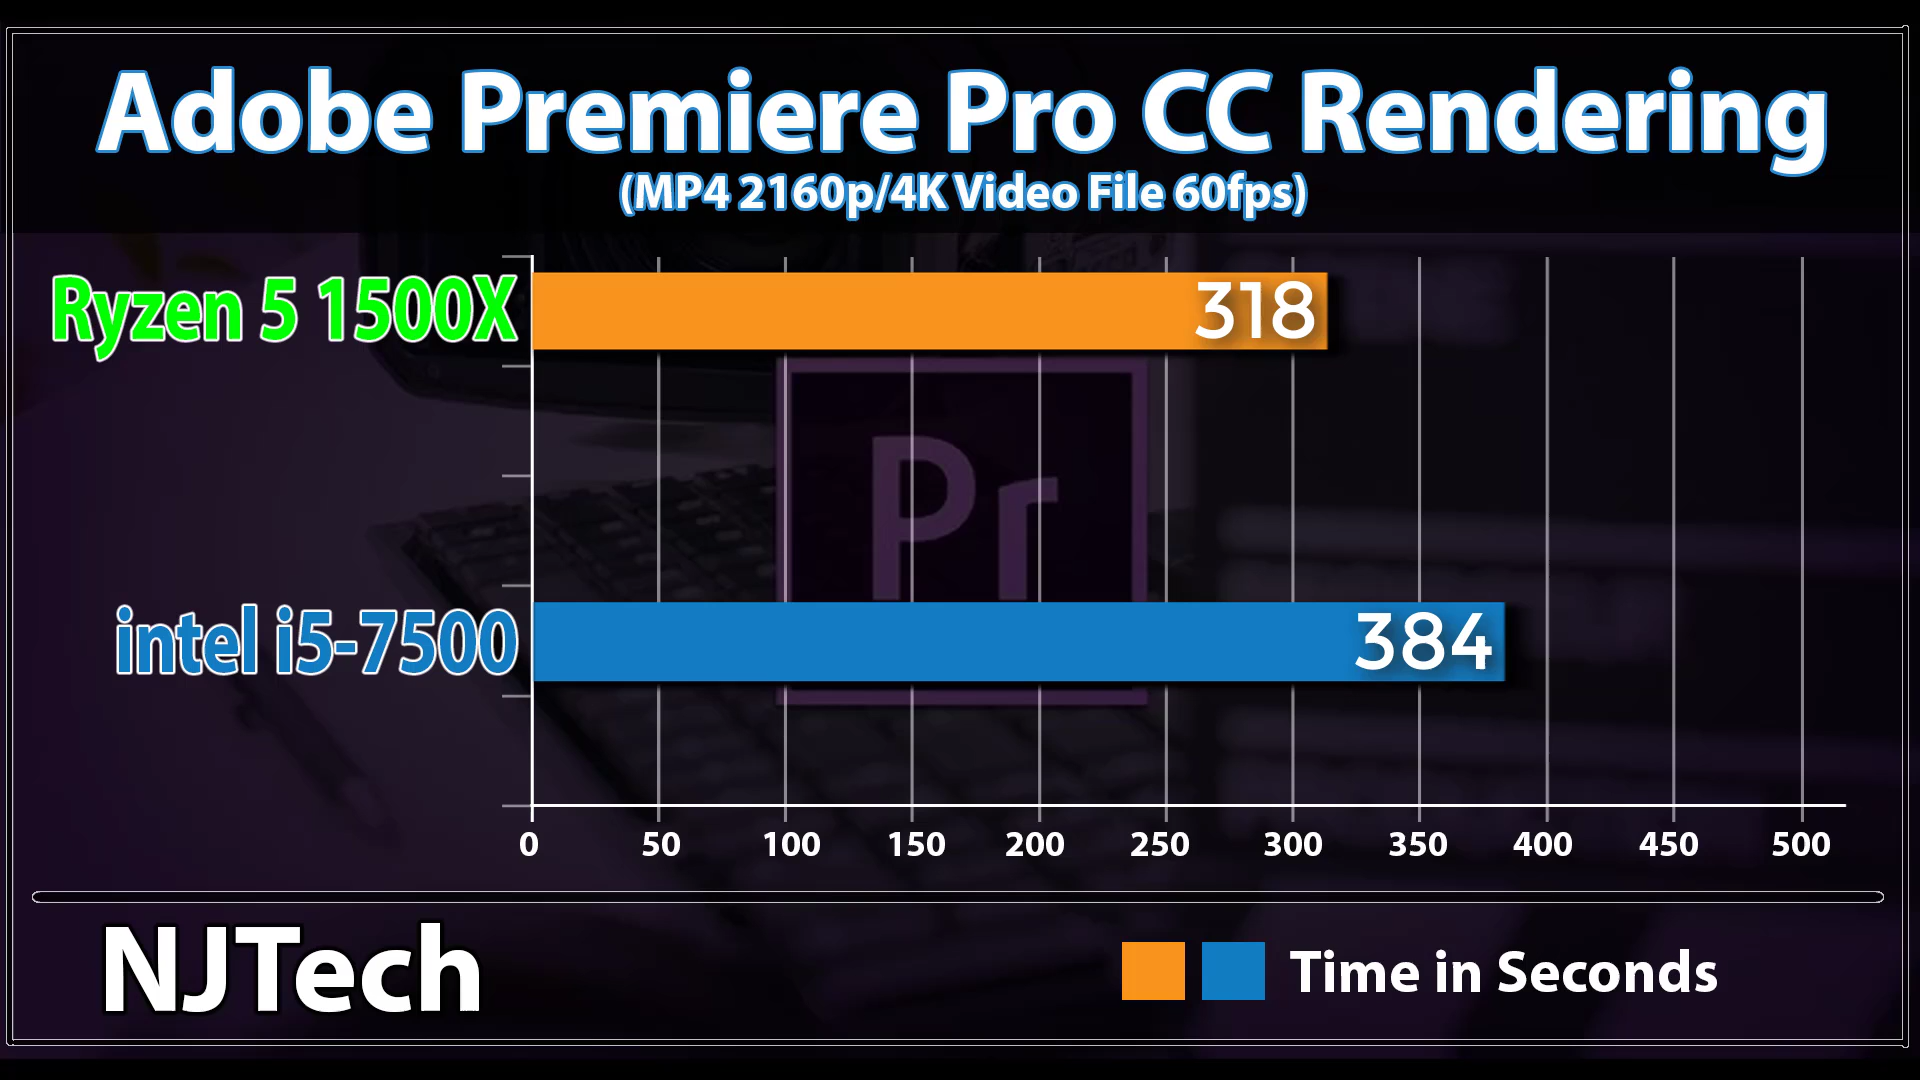 Adobe Premiere Pro CC Rendering
(MP4 2160p/4K Video File 60fps)
Ryzen 5 1500X
318
Pr
intel i5-7500
384
0 50 100 150 200 250 300 350 400 450 500
NJTech
Time in Seconds